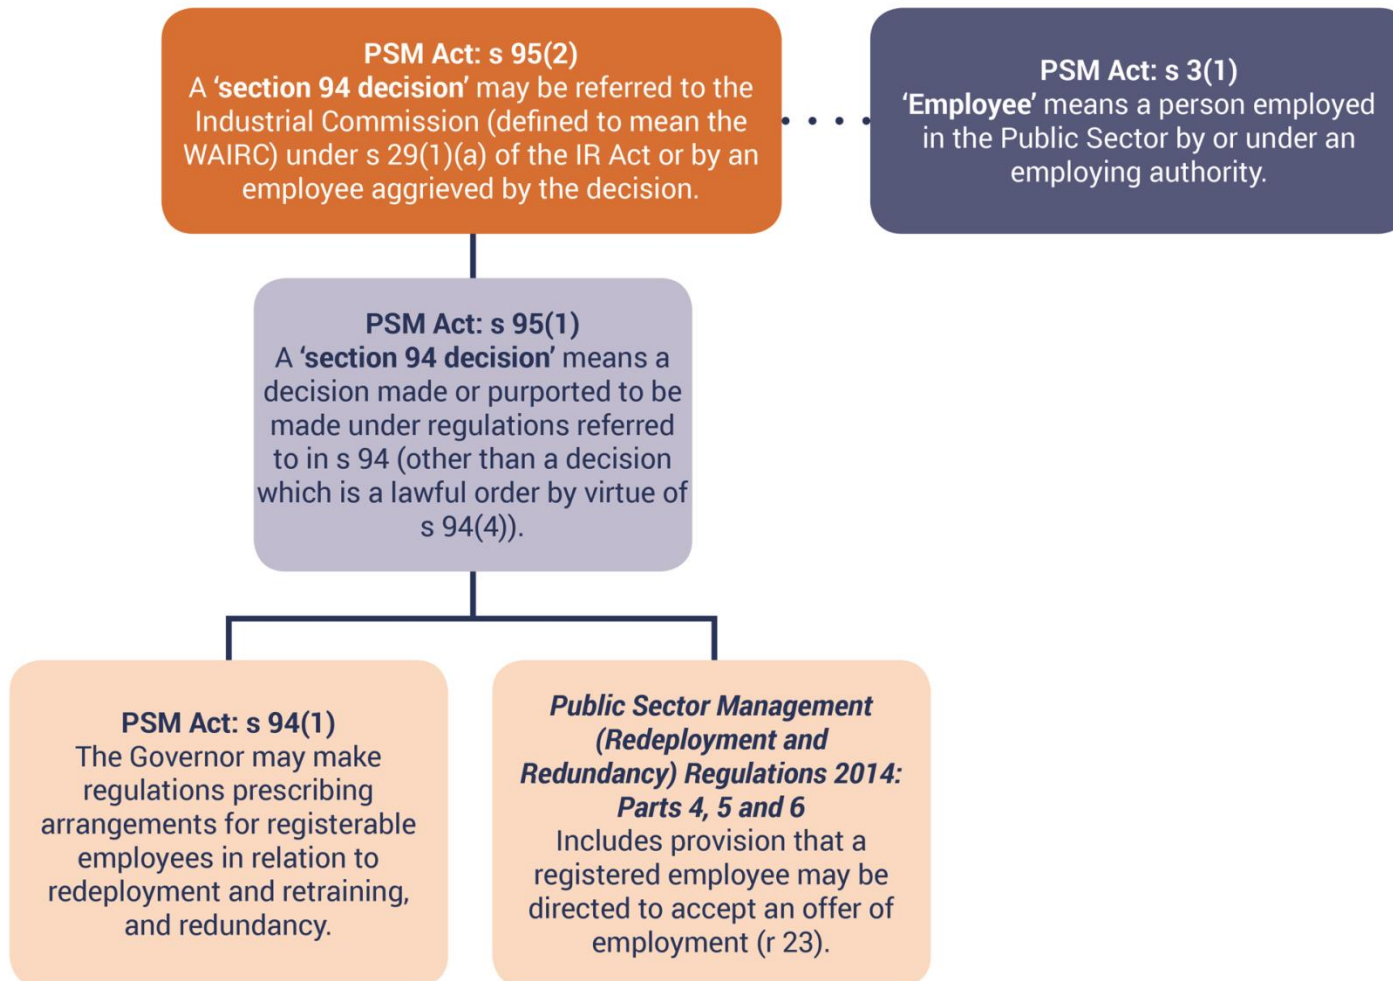 PSM Act: s 95(2)
A ‘section 94 decision’ may be referred to the
Industrial Commission (defined to mean the
WAIRC) under s 29(1)(a) of the IR Act or by an
employee aggrieved by the decision.
PSM Act: s 3(1)
‘Employee’ means a person employed
in the Public Sector by or under an
employing authority.
PSM Act: s 95(1)
A ‘section 94 decision’ means a
decision made or purported to be
made under regulations referred
to in s 94 (other than a decision
which is a lawful order by virtue of
s 94(4)).
PSM Act: s 94(1)
The Governor may make
regulations prescribing
arrangements for registerable
employees in relation to
redeployment and retraining,
and redundancy.
Public Sector Management
(Redeployment and
Redundancy) Regulations 2014:
Parts 4, 5 and 6
Includes provision that a
registered employee may be
directed to accept an offer of
employment (r 23).